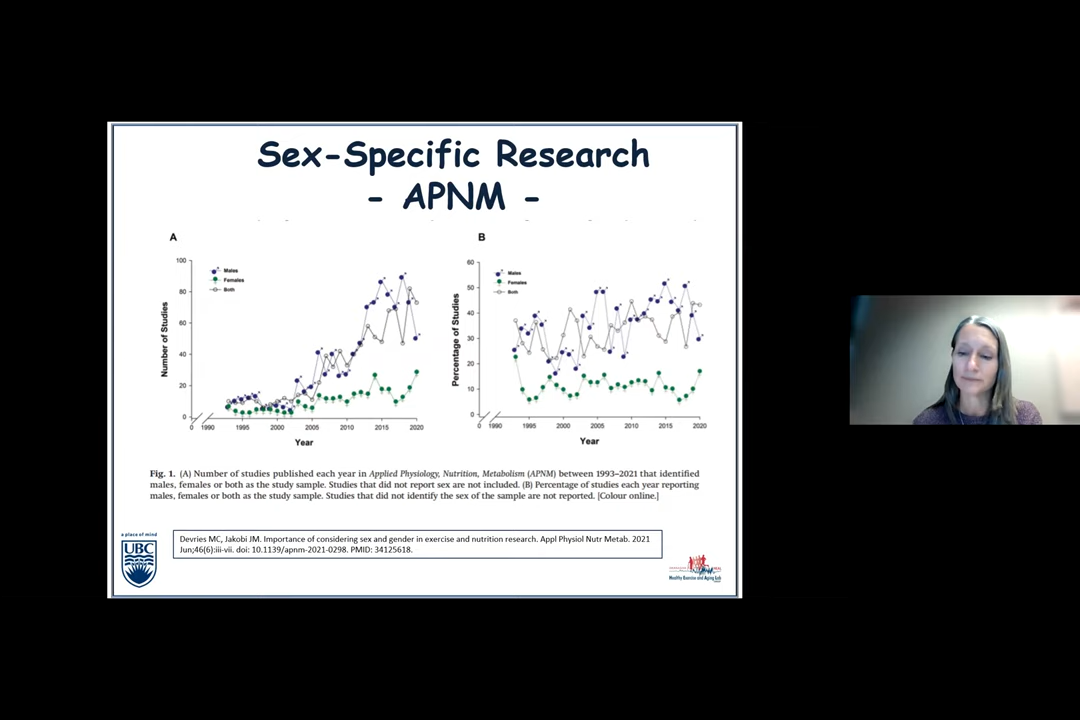 Sex-Specific Research
- APNM -
A
Number of Studies
100
80
60
40
20
0
Males
Females
Both
0 1990 1995 2000 2005 2010 2015 2020
Year
B
Percentage of Studies
60
50
40
30
20
10
0
Males
Females
Both
0 1990 1995 2000 2005 2010 2015 2020
Year
Fig. 1. (A) Number of studies published each year in Applied Physiology, Nutrition, Metabolism (APNM) between 1993–2021 that identified
males, females or both as the study sample. Studies that did not report sex are not included. (B) Percentage of studies each year reporting
males, females or both as the study sample. Studies that did not identify the sex of the sample are not reported. [Colour online.]
a place of mind
UBC
Devries MC, Jakobi JM. Importance of considering sex and gender in exercise and nutrition research. Appl Physiol Nutr Metab. 2021
Jun;46(6):iii-vii. doi: 10.1139/apnm-2021-0298. PMID: 34125618.
Healthy Exercise and Aging Lab